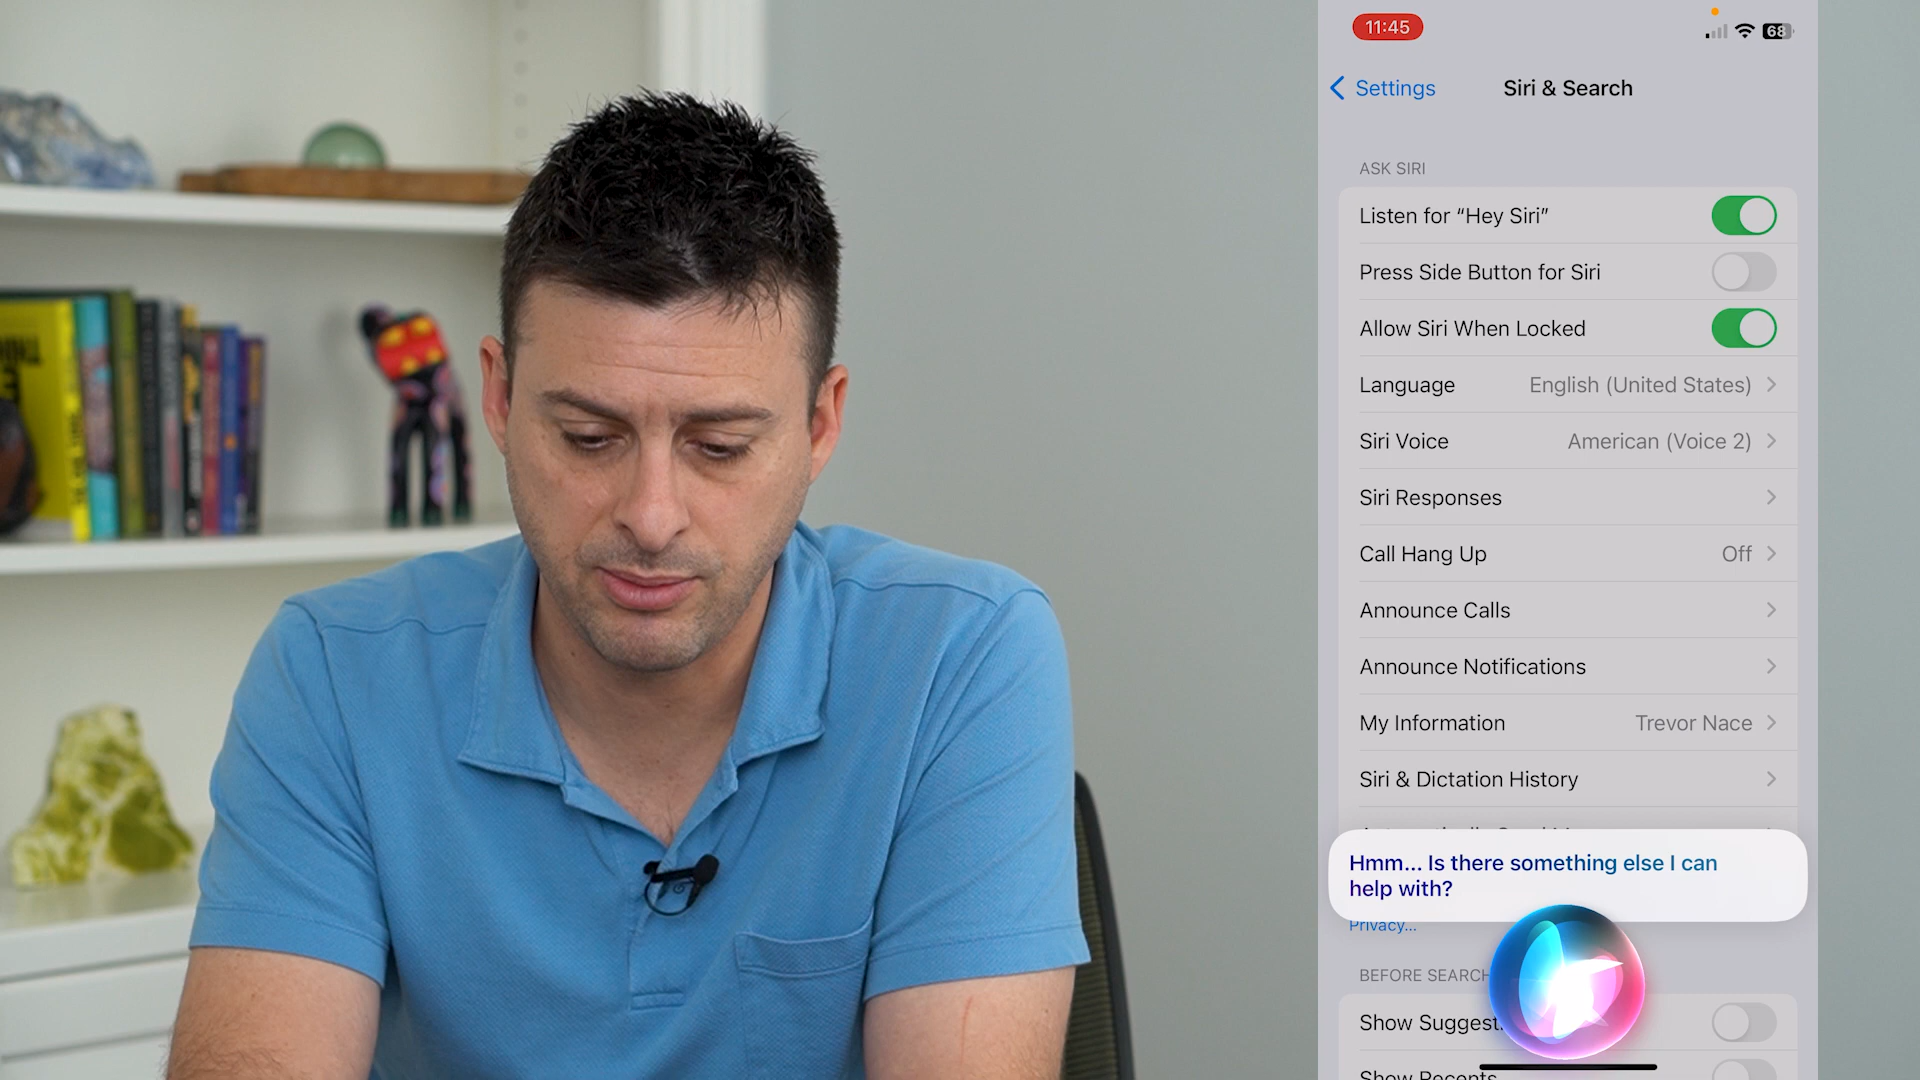 11:45
68
Settings
Siri & Search
ASK SIRI
Listen for “Hey Siri”
Press Side Button for Siri
Allow Siri When Locked
Language English (United States)
Siri Voice American (Voice 2)
Siri Responses
Call Hang Up Off
Announce Calls
Announce Notifications
My Information Trevor Nace
Siri & Dictation History
Hmm... Is there something else I can
help with?
Privacy...
BEFORE SEARCH
Show Suggest
Show Recents